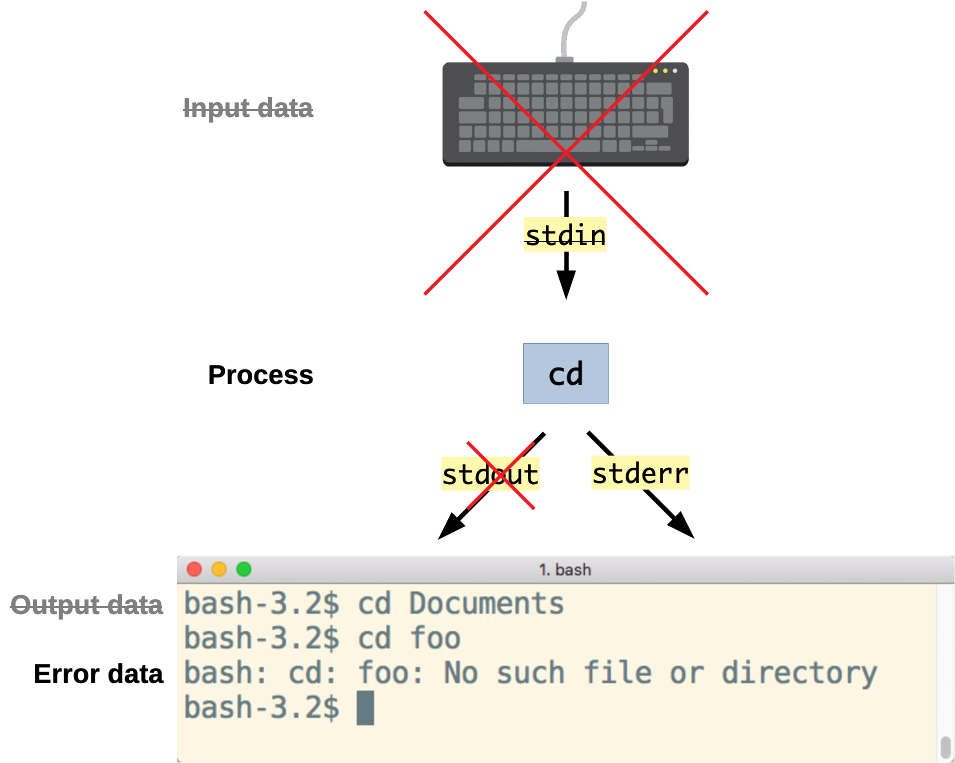 Input data
stdin
Process
cd
stdout
stderr
1. bash
Output data
bash-3.2$ cd Documents
bash-3.2$ cd foo
Error data
bash: cd: foo: No such file or directory
bash-3.2$